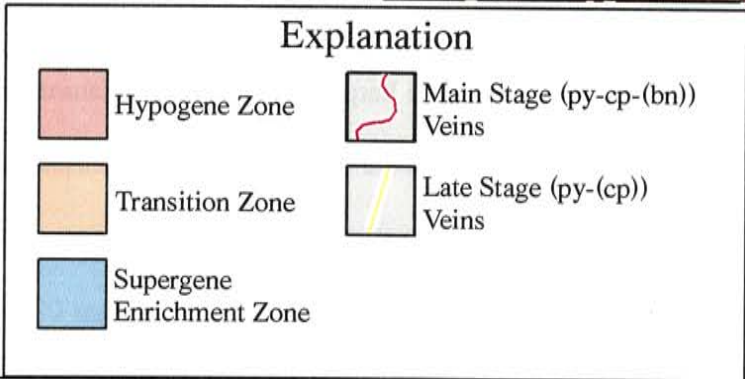 Explanation
Hypogene Zone
Transition Zone
Supergene
Enrichment Zone
Main Stage (py-cp-(bn))
Veins
Late Stage (py-(cp))
Veins